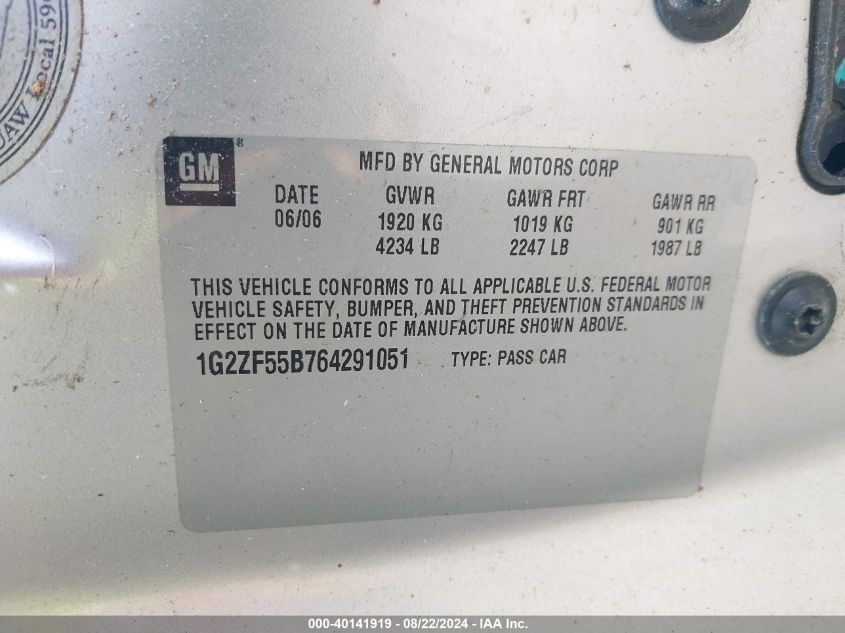 UAW Local 5960
GM ®
MFD BY GENERAL MOTORS CORP
DATE GVWR GAWR FRT GAWR RR
06/06 1920 KG 1019 KG 901 KG
4234 LB 2247 LB 1987 LB
THIS VEHICLE CONFORMS TO ALL APPLICABLE U.S. FEDERAL MOTOR
VEHICLE SAFETY, BUMPER, AND THEFT PREVENTION STANDARDS IN
EFFECT ON THE DATE OF MANUFACTURE SHOWN ABOVE.
1G2ZF55B764291051 TYPE: PASS CAR
000-40141919 - 08/22/2024 - IAA Inc.